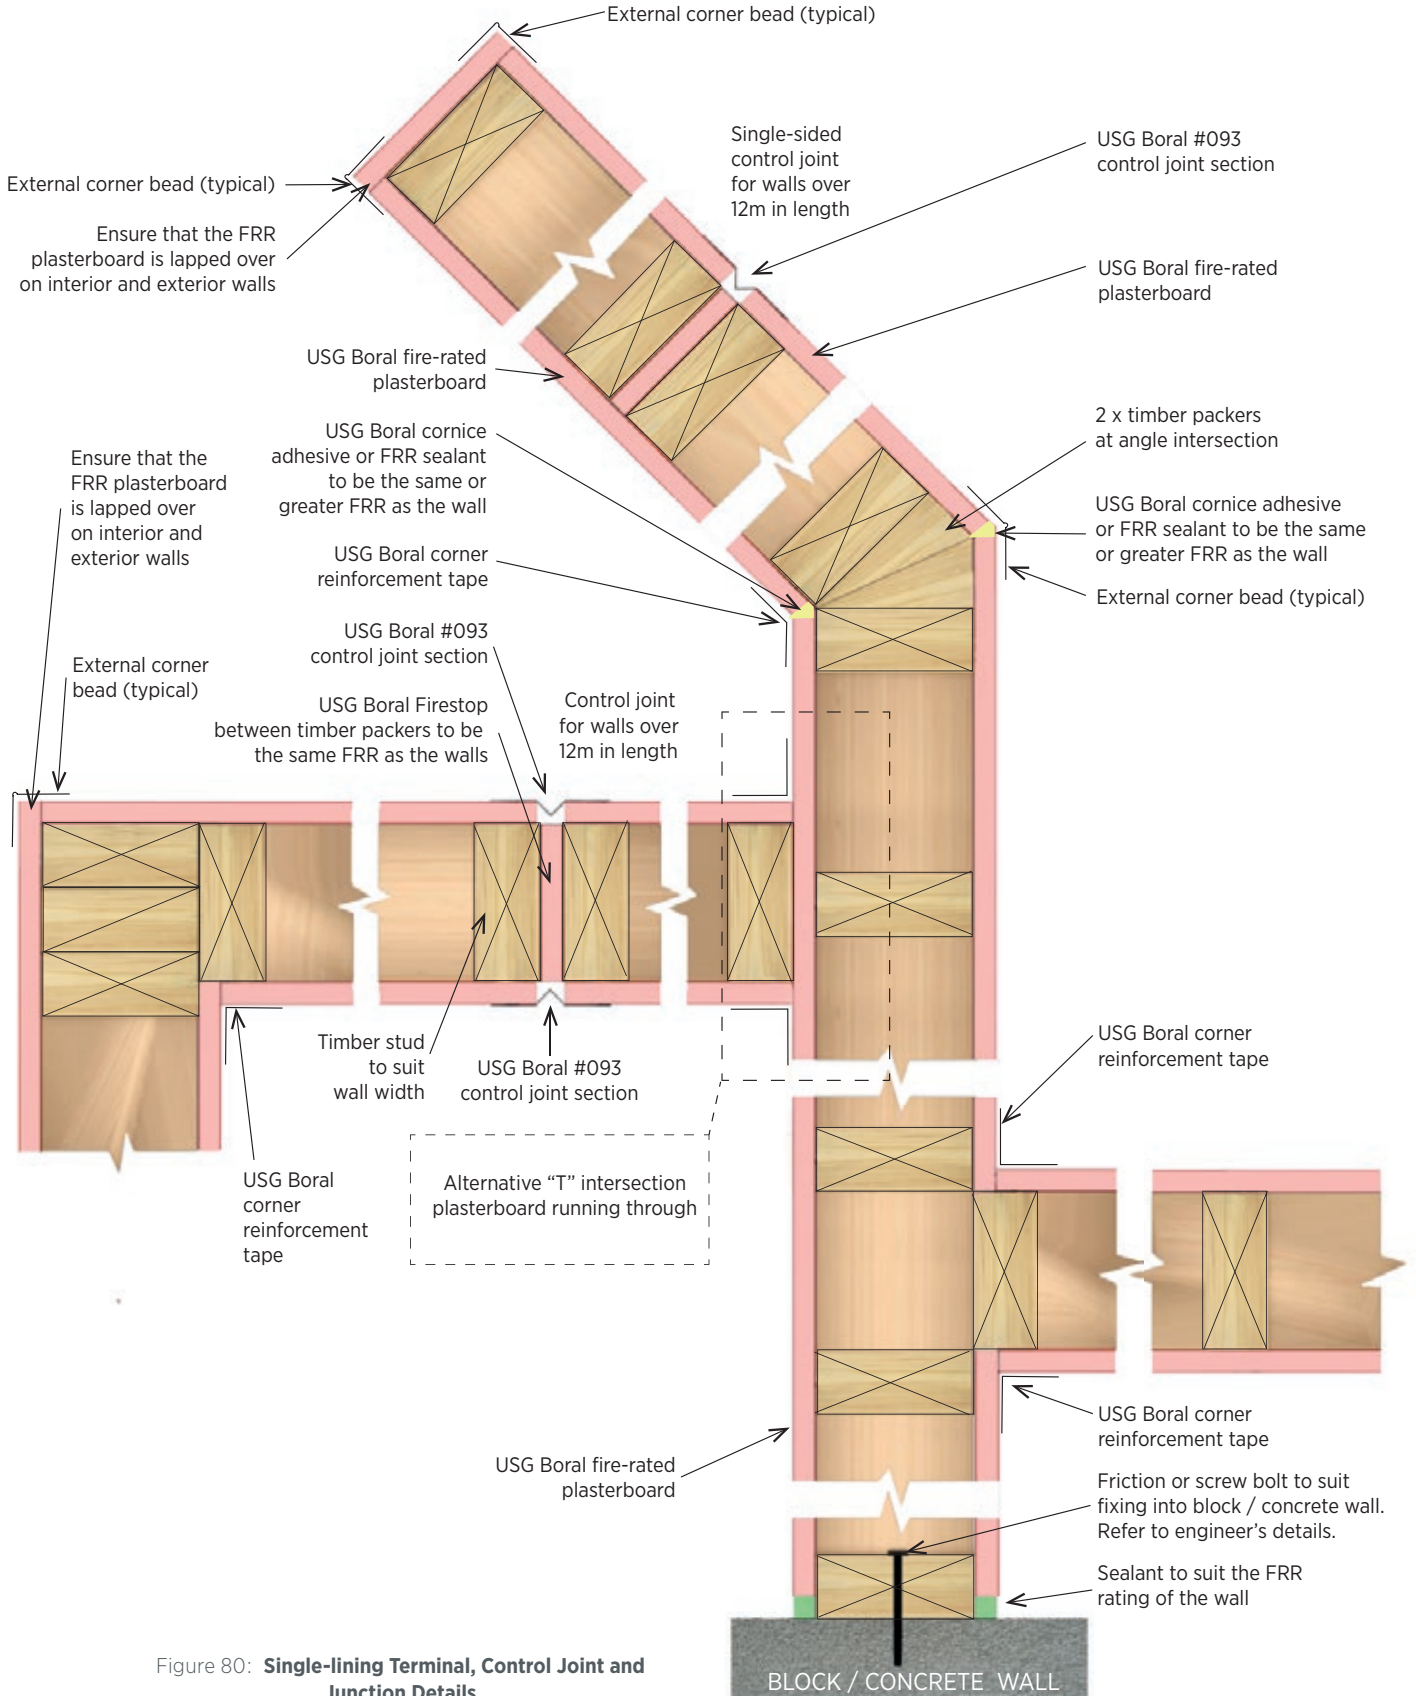 External corner bead (typical)
Single-sided
control joint
for walls over
12m in length
USG Boral #093
control joint section
External corner bead (typical)
Ensure that the FRR
plasterboard is lapped over
on interior and exterior walls
USG Boral fire-rated
plasterboard
USG Boral fire-rated
plasterboard
2 x timber packers
at angle intersection
USG Boral cornice
adhesive or FRR sealant
to be the same or
greater FRR as the wall
Ensure that the
FRR plasterboard
is lapped over
on interior and
exterior walls
USG Boral cornice adhesive
or FRR sealant to be the same
or greater FRR as the wall
USG Boral corner
reinforcement tape
External corner bead (typical)
USG Boral #093
control joint section
External corner
bead (typical)
USG Boral Firestop
between timber packers to be
the same FRR as the walls
Control joint
for walls over
12m in length
Timber stud
to suit
wall width
USG Boral #093
control joint section
USG Boral corner
reinforcement tape
USG Boral
corner
reinforcement
tape
Alternative “T” intersection
plasterboard running through
USG Boral corner
reinforcement tape
USG Boral fire-rated
plasterboard
Friction or screw bolt to suit
fixing into block / concrete wall.
Refer to engineer’s details.
Sealant to suit the FRR
rating of the wall
BLOCK / CONCRETE WALL
Figure 80: Single-lining Terminal, Control Joint and
Junction Details